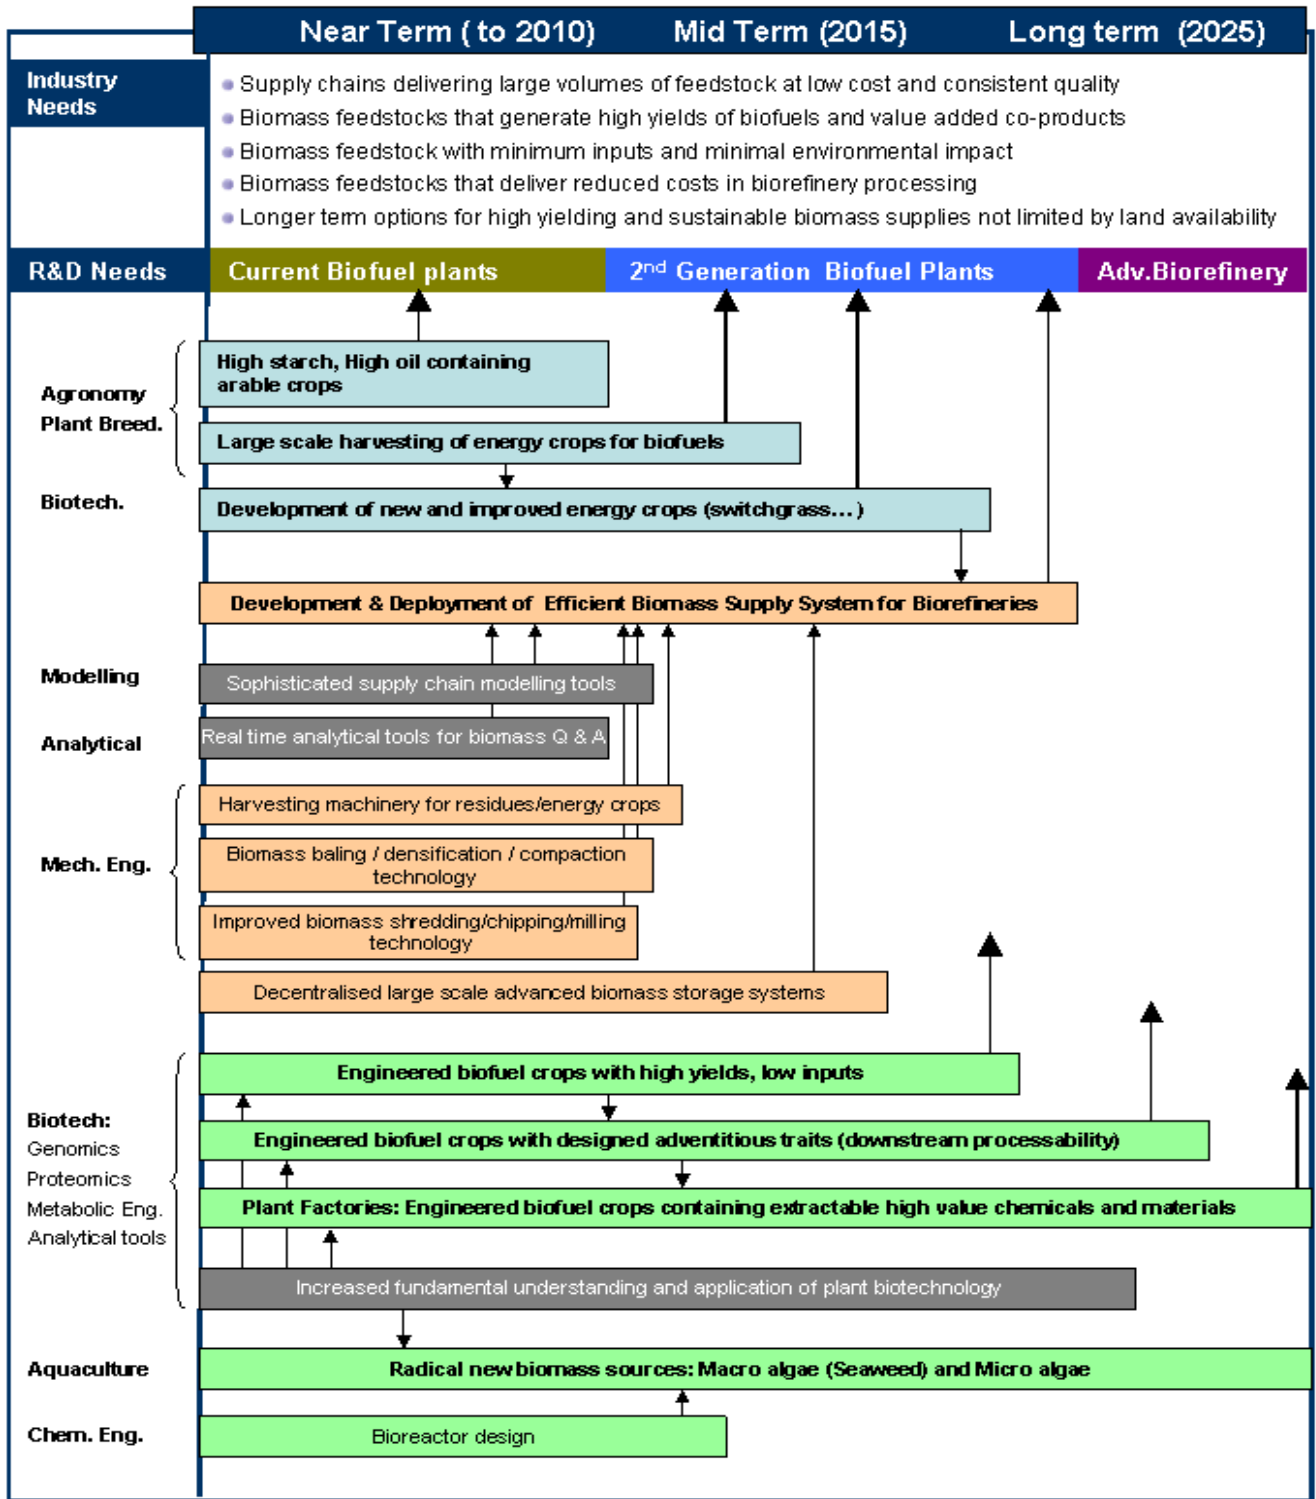 Near Term ( to 2010) Mid Term (2015) Long term (2025)
Industry
Needs
Supply chains delivering large volumes of feedstock at low cost and consistent quality
Biomass feedstocks that generate high yields of biofuels and value added co-products
Biomass feedstock with minimum inputs and minimal environmental impact
Biomass feedstocks that deliver reduced costs in biorefinery processing
Longer term options for high yielding and sustainable biomass supplies not limited by land availability
R&D Needs Current Biofuel plants 2nd Generation Biofuel Plants Adv.Biorefinery
Agronomy
Plant Breed.
High starch, High oil containing
arable crops
Large scale harvesting of energy crops for biofuels
Biotech.
Development of new and improved energy crops (switchgrass...)
Development & Deployment of Efficient Biomass Supply System for Biorefineries
Modelling
Sophisticated supply chain modelling tools
Analytical
Real time analytical tools for biomass Q & A
Mech. Eng.
Harvesting machinery for residues/energy crops
Biomass baling / densification / compaction
technology
Improved biomass shredding/chipping/milling
technology
Decentralised large scale advanced biomass storage systems
Biotech:
Genomics
Proteomics
Metabolic Eng.
Analytical tools
Engineered biofuel crops with high yields, low inputs
Engineered biofuel crops with designed adventitious traits (downstream processability)
Plant Factories: Engineered biofuel crops containing extractable high value chemicals and materials
Increased fundamental understanding and application of plant biotechnology
Aquaculture
Radical new biomass sources: Macro algae (Seaweed) and Micro algae
Chem. Eng.
Bioreactor design